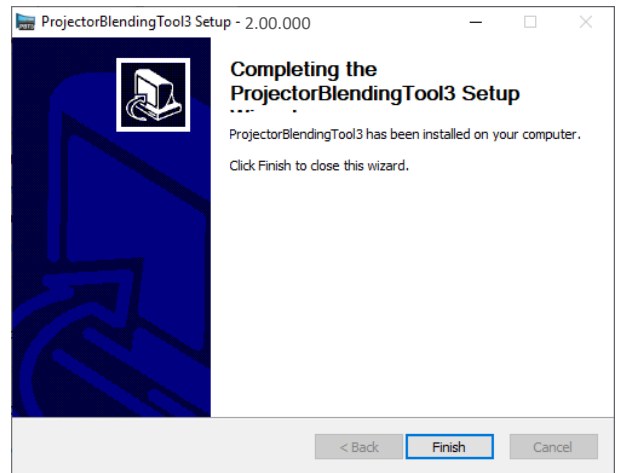 ProjectorBlendingTool3 Setup - 2.00.000
Completing the
ProjectorBlendingTool3 Setup
ProjectorBlendingTool3 has been installed on your computer.
Click Finish to close this wizard.
< Back
Finish
Cancel